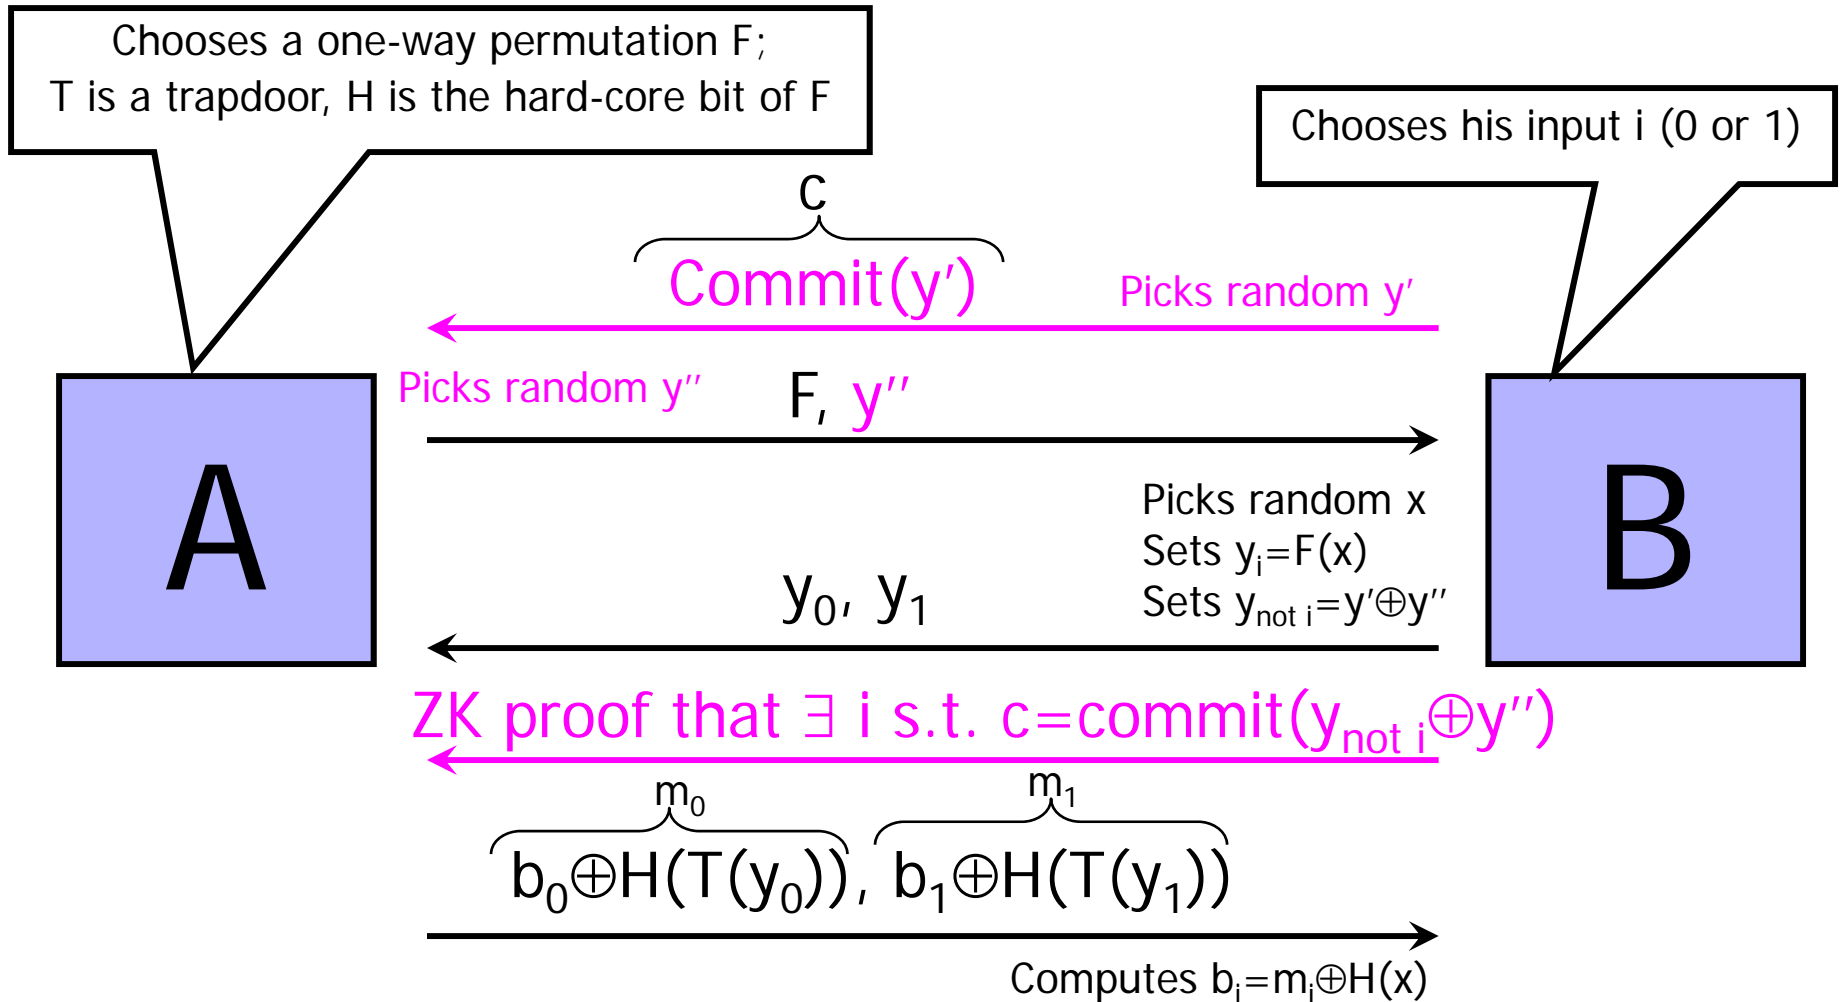 Chooses a one-way permutation F;
T is a trapdoor, H is the hard-core bit of F
Chooses his input i (0 or 1)
C
Commit(y′)
Picks random y′
Picks random y′′
F, y′′
A
B
Picks random x
Sets yᵢ=F(x)
Sets y_not i=y′⊕y′′
y₀, y₁
ZK proof that ∃ i s.t. c=commit(y_not i⊕y′′)
m₀
m₁
b₀⊕H(T(y₀)), b₁⊕H(T(y₁))
Computes bᵢ=mᵢ⊕H(x)